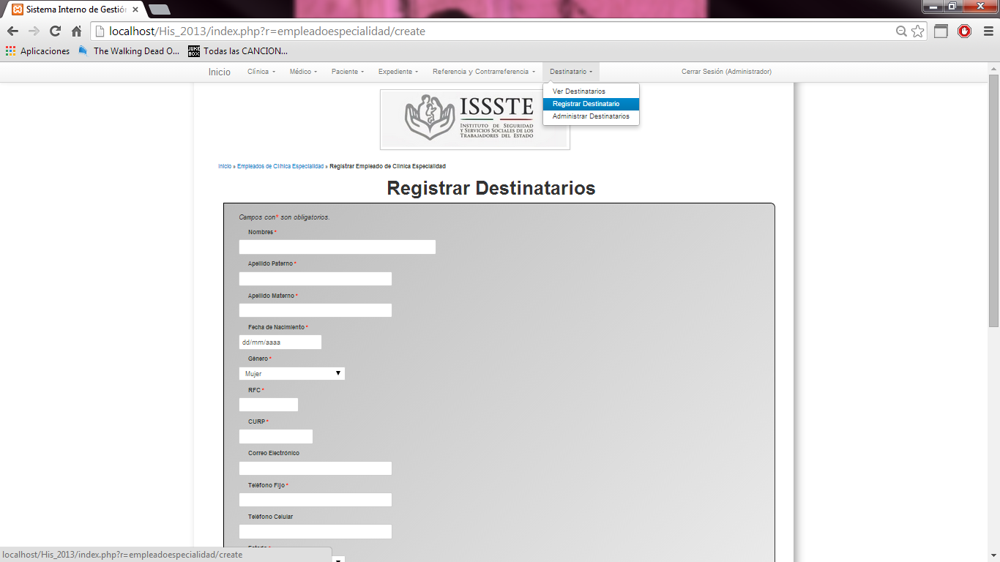 Sistema Interno de Gestión
localhost/His_2013/index.php?r=empleadoespecialidad/create
Aplicaciones The Walking Dead O... JUKE BOX Todas las CANCION...
Inicio Clínica Médico Paciente Expediente Referencia y Contrarreferencia Destinatario Cerrar Sesión (Administrador)
Ver Destinatarios
Registrar Destinatario
Administrar Destinatarios
ISSSTE
INSTITUTO DE SEGURIDAD
Y SERVICIOS SOCIALES DE LOS
TRABAJADORES DEL ESTADO
Inicio » Empleados de Clínica Especialidad » Registrar Empleado de Clínica Especialidad
Registrar Destinatarios
Campos con* son obligatorios.
Nombres *
Apellido Paterno *
Apellido Materno *
Fecha de Nacimiento *
dd/mm/aaaa
Género *
Mujer
RFC *
CURP *
Correo Electrónico
Teléfono Fijo *
Teléfono Celular
localhost/His_2013/index.php?r=empleadoespecialidad/create